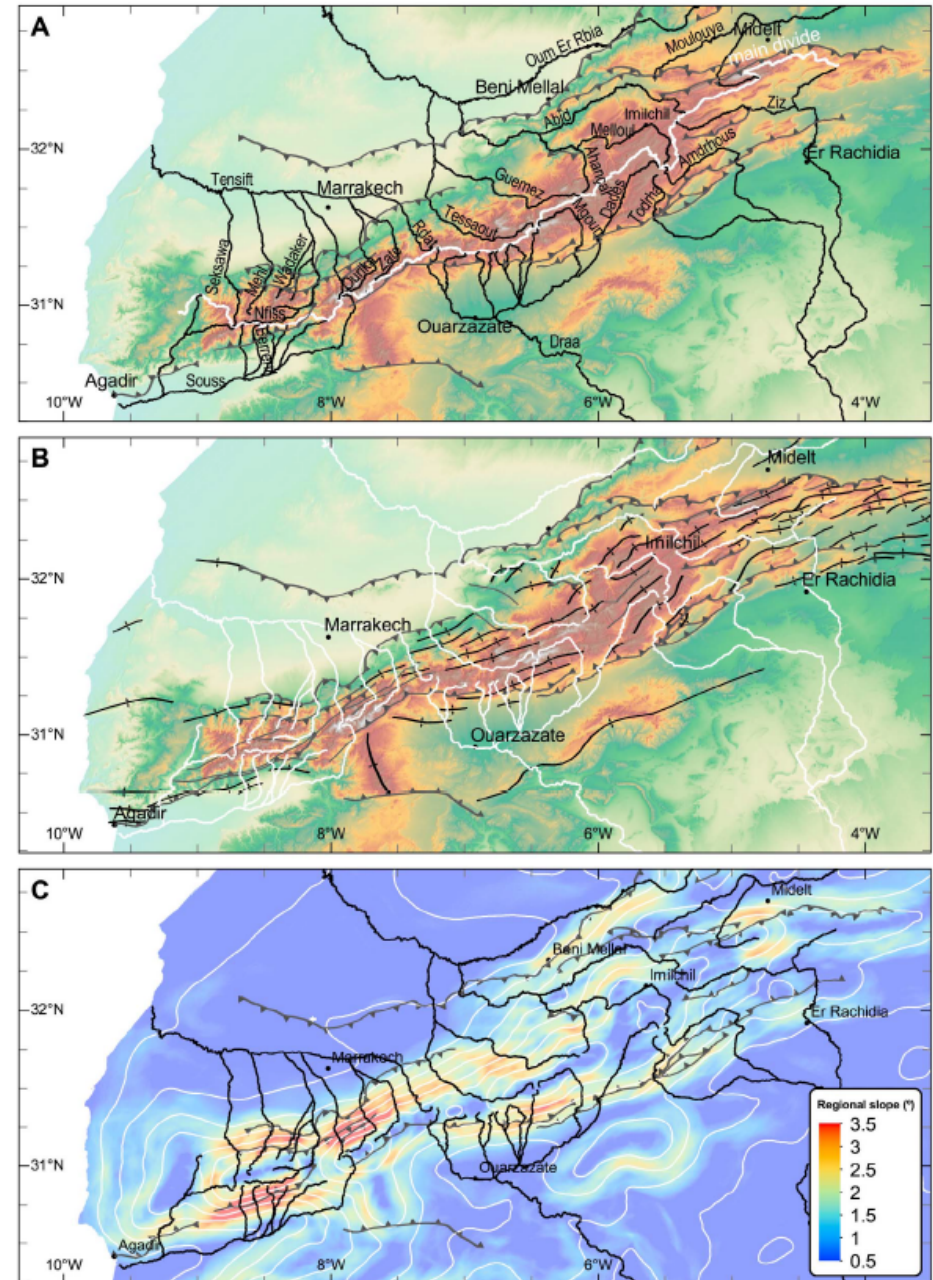 A
Oum Er Rbia
Moulouya
Midelt
main divide
Beni Mellal
Abid
Imilchil
Melloul
Ziz
32°N
Ahansal
Amdrhous
Er Rachidia
Tensift
Marrakech
Guemez
Dades
Todrha
Mgoun
Tessaout
Rdat
Seksawa
Mehl
Wadaker
Ourika
Zate
31°N
Nfiss
Ouarzazate
Draa
Agadir
Souss
10°W
8°W
6°W
4°W
B
Midelt
Imilchil
32°N
Er Rachidia
Marrakech
31°N
Ouarzazate
Agadir
10°W
8°W
6°W
4°W
C
Midelt
Beni Mellal
Imilchil
32°N
Er Rachidia
Marrakech
Regional slope (º)
3.5
3
2.5
2
1.5
1
0.5
31°N
Ouarzazate
Agadir
10°W
8°W
6°W
4°W